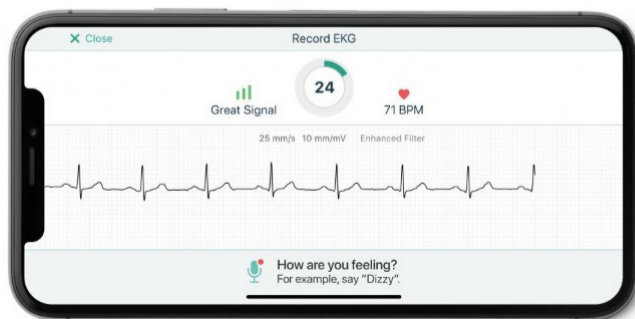 X Close
Record EKG
24
Great Signal
71 BPM
25 mm/s 10 mm/mV Enhanced Filter
How are you feeling?
For example, say "Dizzy".